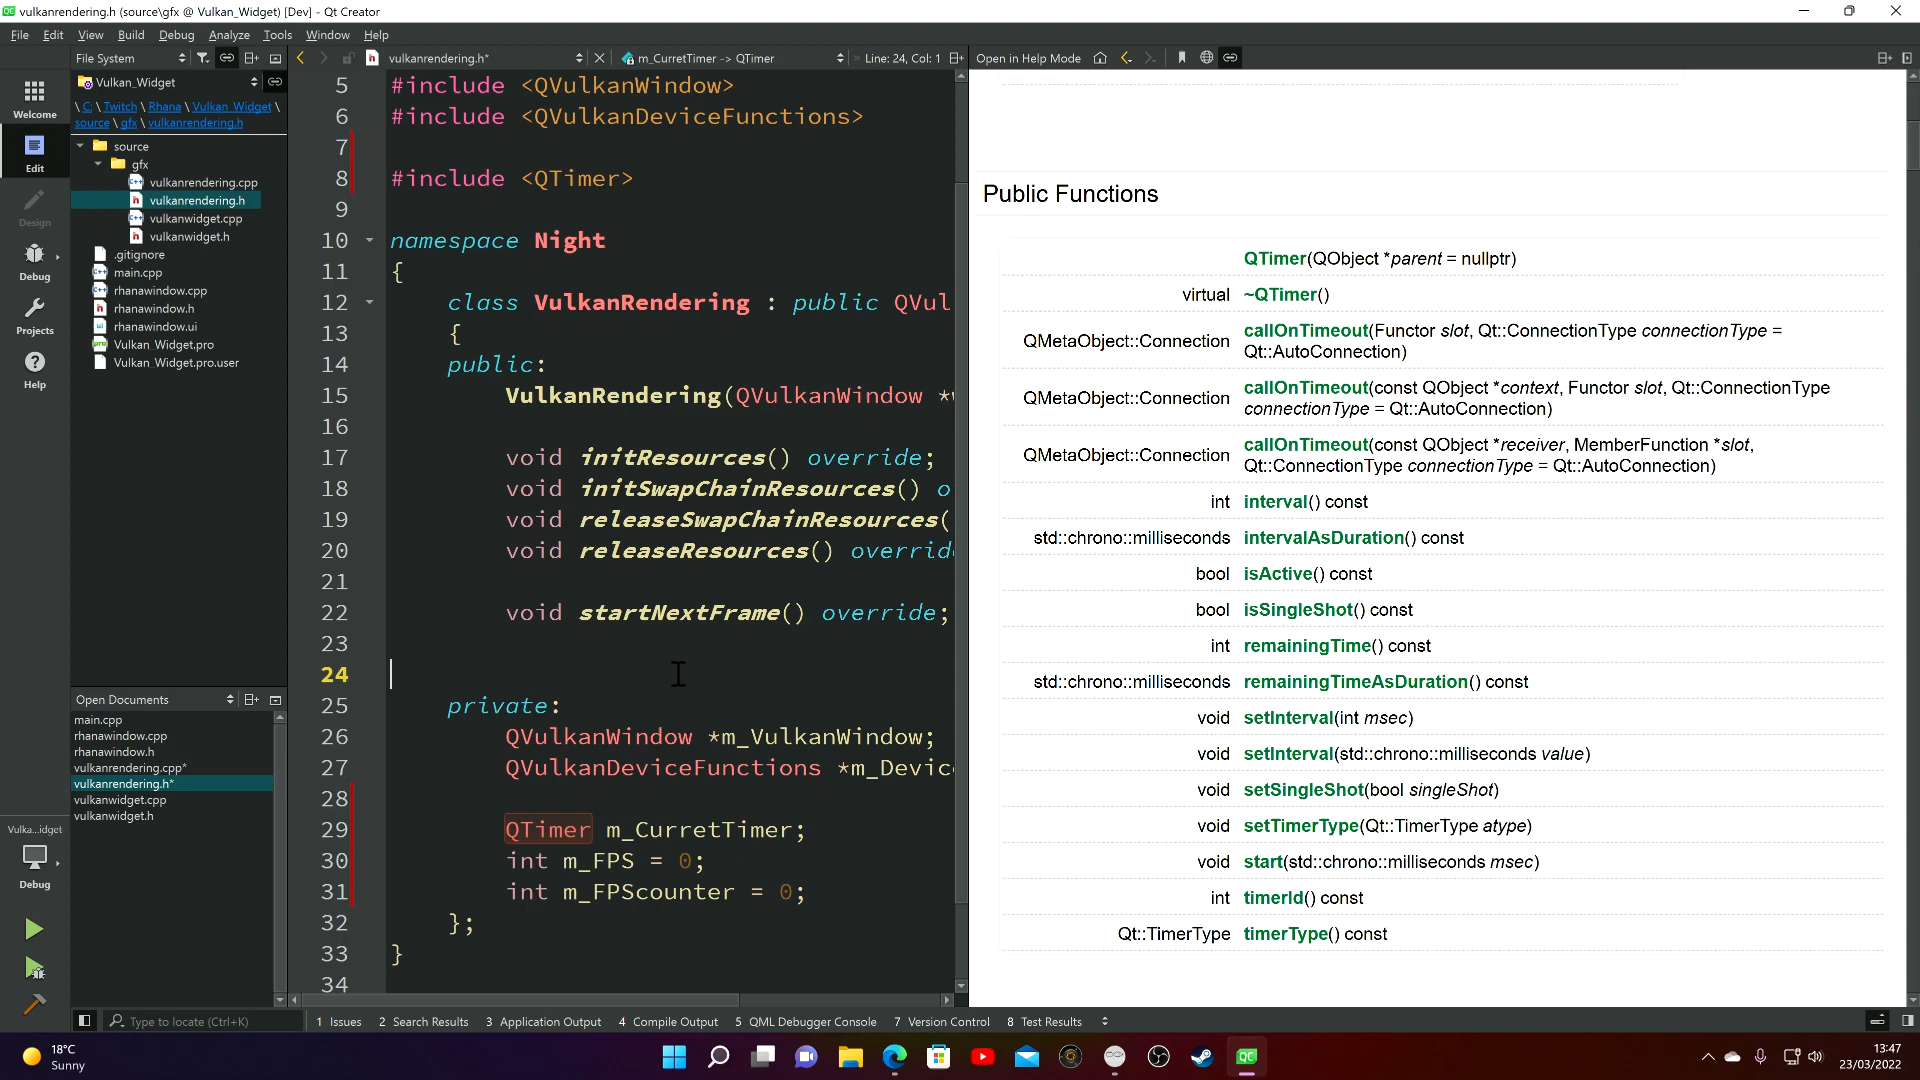 vulkanrendering.h (source\gfx @ Vulkan_Widget) [Dev] - Qt Creator
File Edit View Build Debug Analyze Tools Window Help
File System
vulkanrendering.h*
m_CurretTimer -> QTimer
Line: 24, Col: 1
Open in Help Mode
Vulkan_Widget
\ C: \ Twitch \ Rhana \ Vulkan_Widget \
source \ gfx \ vulkanrendering.h
Welcome
Edit
Design
Debug
Projects
Help
source
gfx
vulkanrendering.cpp
vulkanrendering.h
vulkanwidget.cpp
vulkanwidget.h
.gitignore
main.cpp
rhanawindow.cpp
rhanawindow.h
rhanawindow.ui
Vulkan_Widget.pro
Vulkan_Widget.pro.user
Open Documents
main.cpp
rhanawindow.cpp
rhanawindow.h
vulkanrendering.cpp*
vulkanrendering.h*
vulkanwidget.cpp
vulkanwidget.h
Vulka...idget
Debug
5 #include <QVulkanWindow>
6 #include <QVulkanDeviceFunctions>
7
8 #include <QTimer>
9
10 namespace Night
11 {
12 class VulkanRendering : public QVul
13 {
14 public:
15 VulkanRendering(QVulkanWindow *
16
17 void initResources() override;
18 void initSwapChainResources() o
19 void releaseSwapChainResources(
20 void releaseResources() overrid
21
22 void startNextFrame() override;
23
24
25 private:
26 QVulkanWindow *m_VulkanWindow;
27 QVulkanDeviceFunctions *m_Devic
28
29 QTimer m_CurretTimer;
30 int m_FPS = 0;
31 int m_FPScounter = 0;
32 };
33 }
34
Public Functions
QTimer(QObject *parent = nullptr)
virtual ~QTimer()
QMetaObject::Connection callOnTimeout(Functor slot, Qt::ConnectionType connectionType =
Qt::AutoConnection)
QMetaObject::Connection callOnTimeout(const QObject *context, Functor slot, Qt::ConnectionType
connectionType = Qt::AutoConnection)
QMetaObject::Connection callOnTimeout(const QObject *receiver, MemberFunction *slot,
Qt::ConnectionType connectionType = Qt::AutoConnection)
int interval() const
std::chrono::milliseconds intervalAsDuration() const
bool isActive() const
bool isSingleShot() const
int remainingTime() const
std::chrono::milliseconds remainingTimeAsDuration() const
void setInterval(int msec)
void setInterval(std::chrono::milliseconds value)
void setSingleShot(bool singleShot)
void setTimerType(Qt::TimerType atype)
void start(std::chrono::milliseconds msec)
int timerId() const
Qt::TimerType timerType() const
Type to locate (Ctrl+K)
1 Issues 2 Search Results 3 Application Output 4 Compile Output 5 QML Debugger Console 7 Version Control 8 Test Results
18°C
Sunny
13:47
23/03/2022